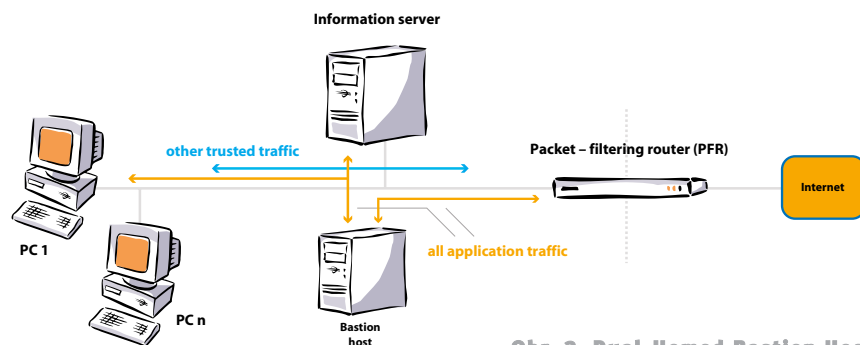 Information server
other trusted traffic
Packet – filtering router (PFR)
Internet
PC 1
all application traffic
PC n
Bastion
host